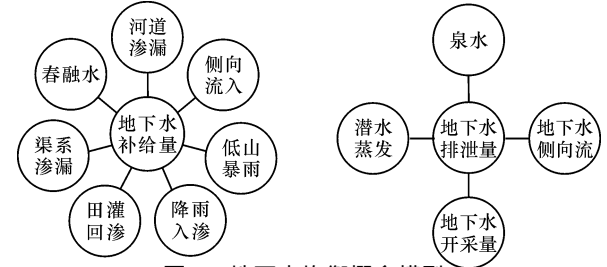 河道
渗漏
春融水
侧向
流入
地下水
补给量
渠系
渗漏
低山
暴雨
田灌
回渗
降雨
入渗
泉水
潜水
蒸发
地下水
排泄量
地下水
侧向流
地下水
开采量